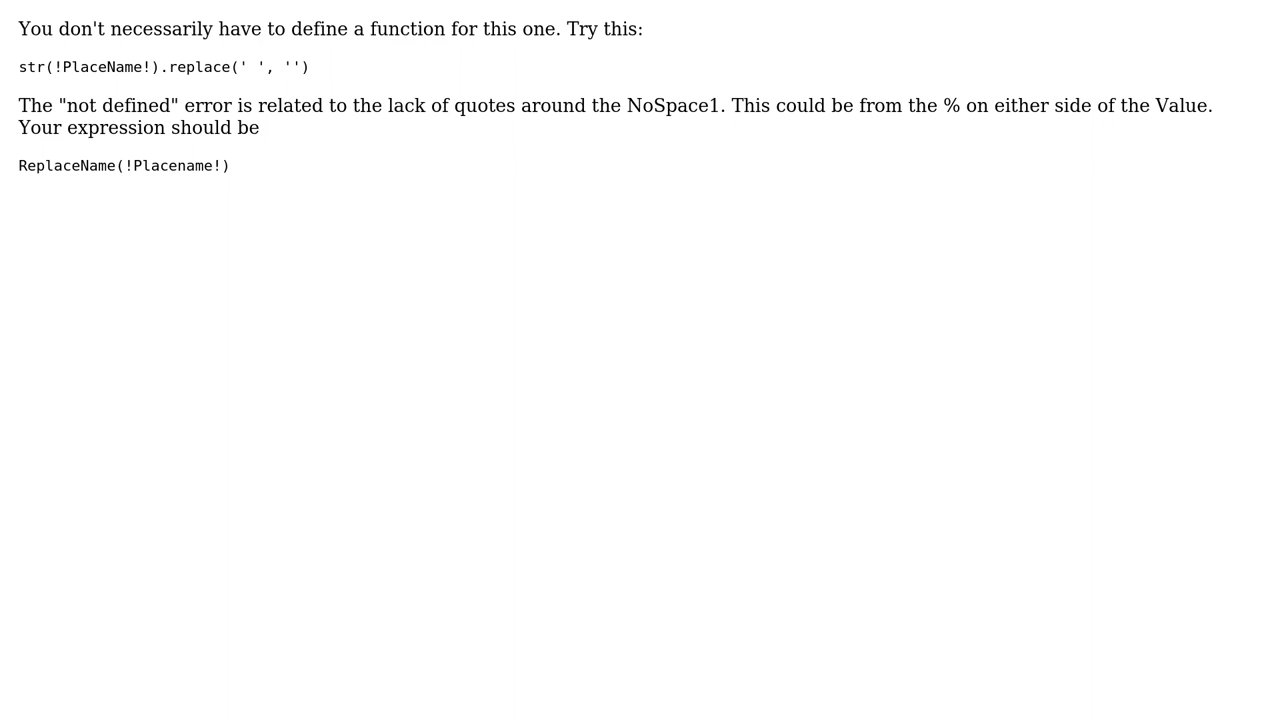 You don't necessarily have to define a function for this one. Try this:
str(!PlaceName!).replace(' ', '')
The "not defined" error is related to the lack of quotes around the NoSpace1. This could be from the % on either side of the Value.
Your expression should be
ReplaceName(!Placename!)